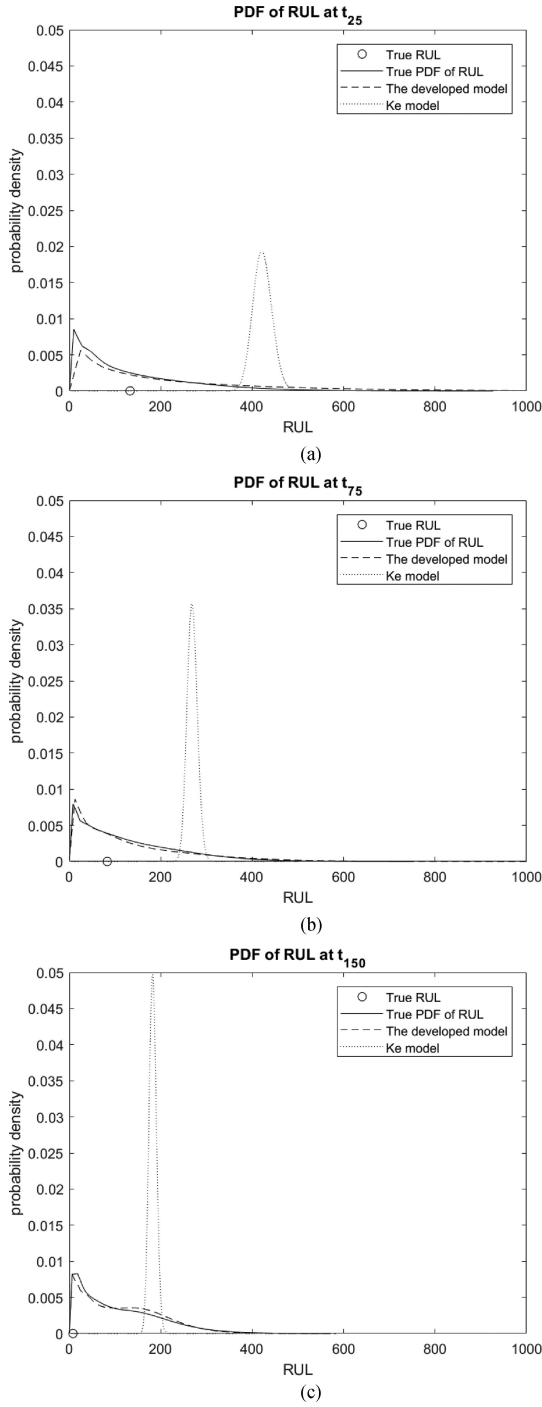 PDF of RUL at t25
0.05
0.045
0.04
0.035
0.03
0.025
0.02
0.015
0.01
0.005
0
probability density
True RUL
True PDF of RUL
The developed model
Ke model
0 200 400 600 800 1000
RUL
(a)
PDF of RUL at t75
0.05
0.045
0.04
0.035
0.03
0.025
0.02
0.015
0.01
0.005
0
probability density
True RUL
True PDF of RUL
The developed model
Ke model
0 200 400 600 800 1000
RUL
(b)
PDF of RUL at t150
0.05
0.045
0.04
0.035
0.03
0.025
0.02
0.015
0.01
0.005
0
probability density
True RUL
True PDF of RUL
The developed model
Ke model
0 200 400 600 800 1000
RUL
(c)